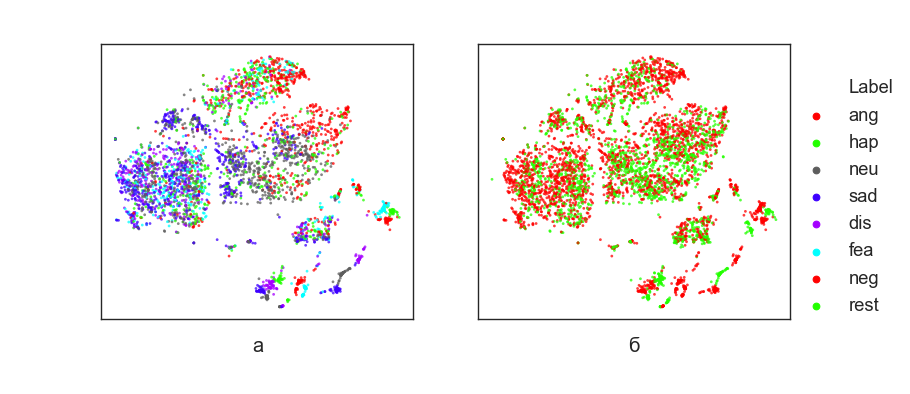 Label
ang
hap
neu
sad
dis
fea
neg
rest
а
б